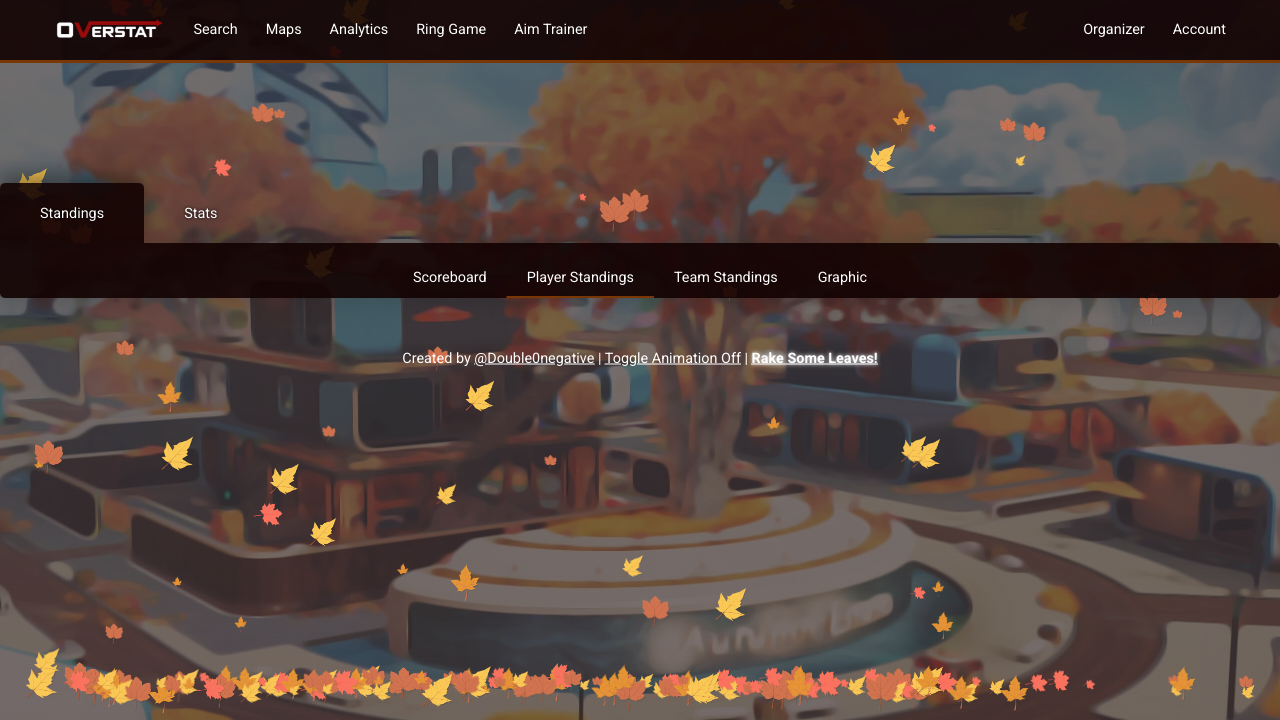 OVERSTAT Search Maps Analytics Ring Game Aim Trainer Organizer Account
Standings Stats
Scoreboard Player Standings Team Standings Graphic
Created by @Double0negative | Toggle Animation Off | Rake Some Leaves!